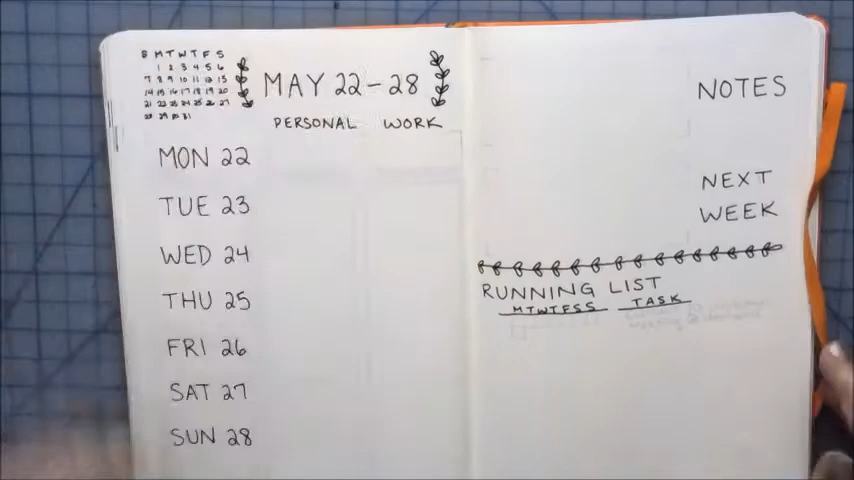 S M T W T F S
1 2 3 4 5 6
7 8 9 10 11 12 13
14 15 16 17 18 19 20
21 22 23 24 25 26 27
28 29 30 31
MAY 22-28
PERSONAL WORK
MON 22
TUE 23
WED 24
THU 25
FRI 26
SAT 27
SUN 28
NOTES
NEXT
WEEK
RUNNING LIST
MTWTFSS TASK